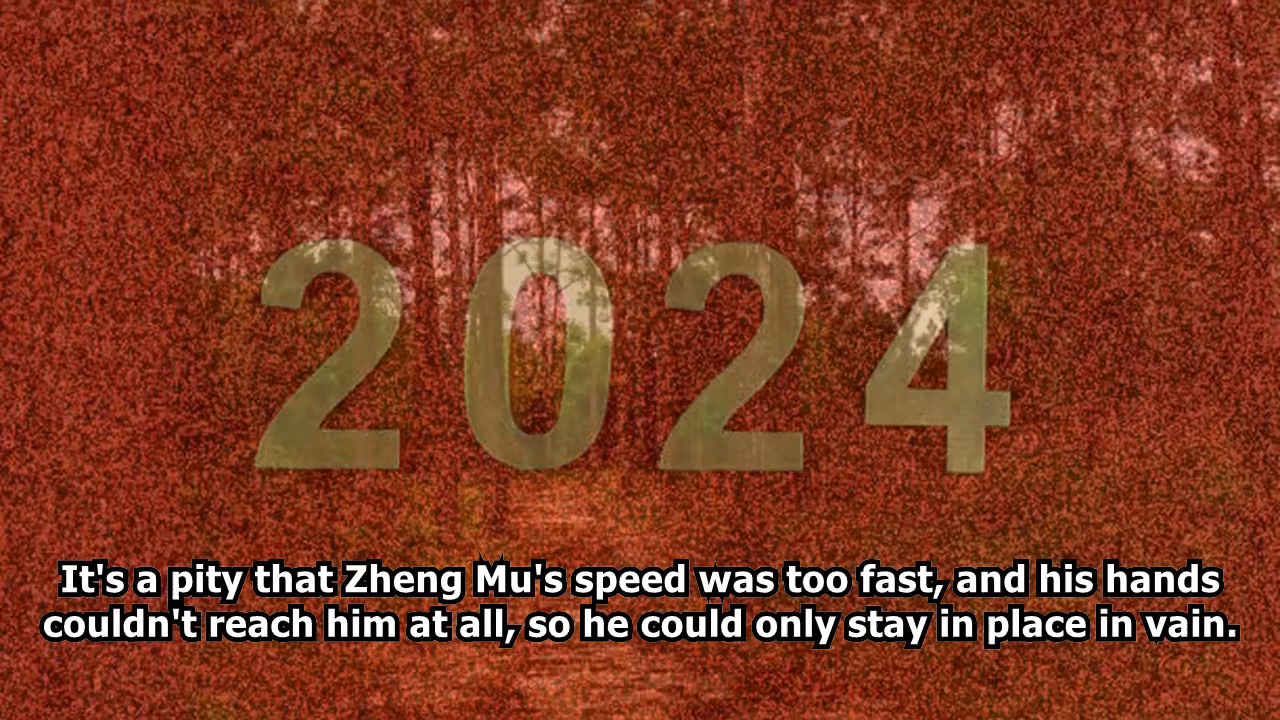 2024
It's a pity that Zheng Mu's speed was too fast, and his hands
couldn't reach him at all, so he could only stay in place in vain.